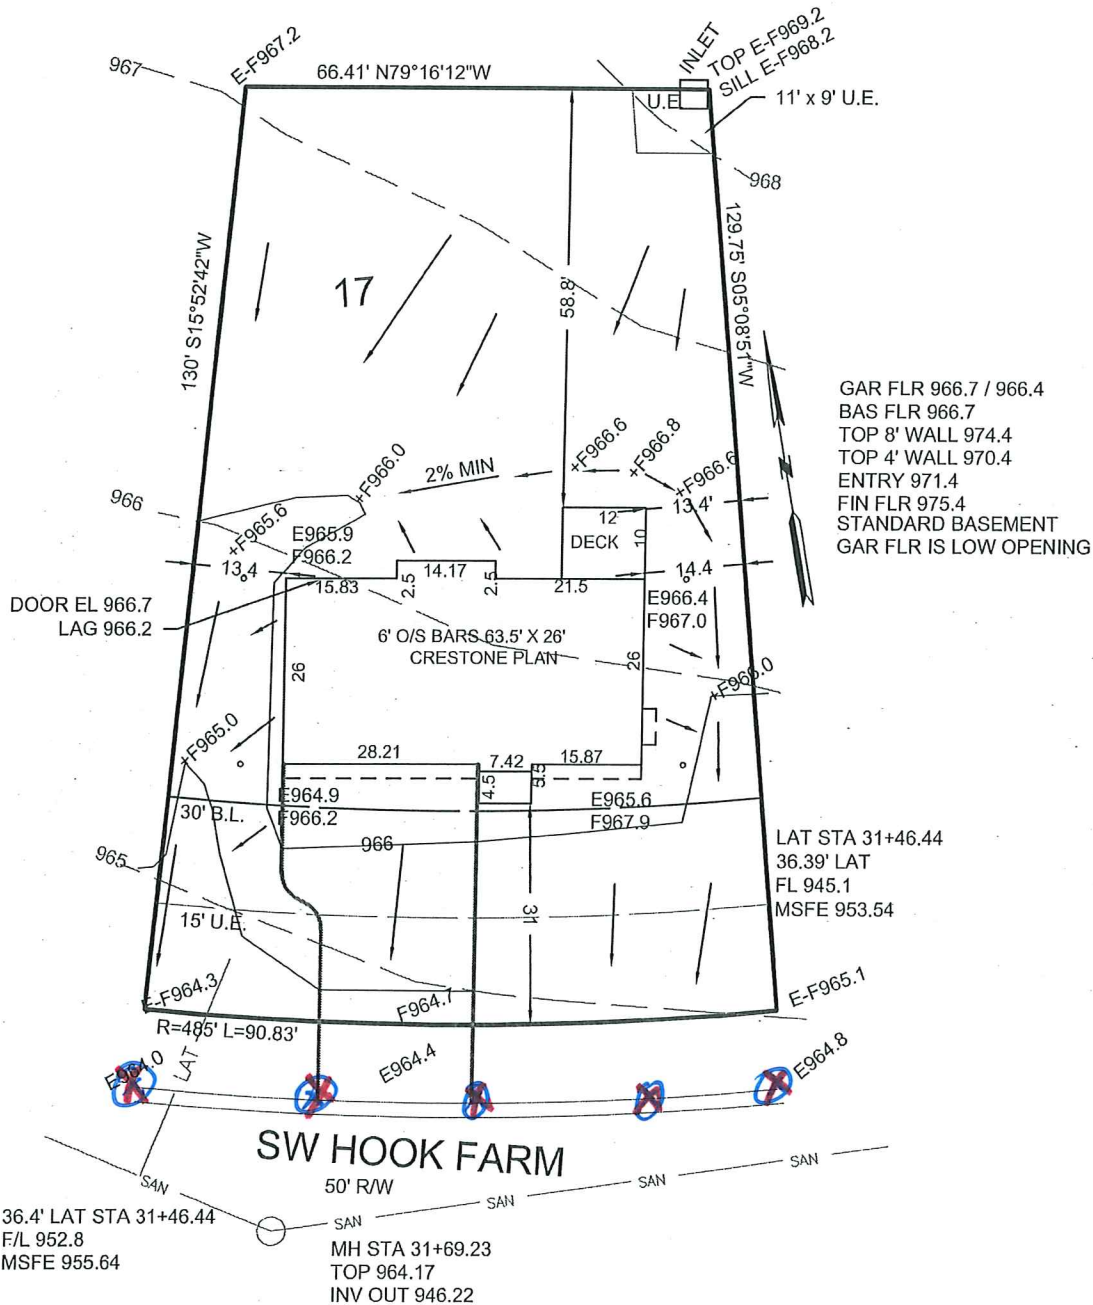 INLET
TOP E-F969.2
SILL E-F968.2
E-F967.2
967
66.41' N79°16'12"W
U.E.
11' x 9' U.E.
968
130' S15°52'42"W
129.75' S05°08'51"W
17
58.8'
GAR FLR 966.7 / 966.4
BAS FLR 966.7
TOP 8' WALL 974.4
TOP 4' WALL 970.4
ENTRY 971.4
FIN FLR 975.4
STANDARD BASEMENT
GAR FLR IS LOW OPENING
N
+F966.6
+F966.8
+F966.6
2% MIN
+F966.0
966
+F965.6
E965.9
F966.2
12
13.4'
DECK
10
13.4
15.83
2.5
14.17
2.5
21.5
14.4
DOOR EL 966.7
LAG 966.2
E966.4
F967.0
6' O/S BARS 63.5' X 26'
CRESTONE PLAN
26
26
+F966.0
+F965.0
28.21
7.42
15.87
4.5
5.5
30' B.L.
E964.9
F966.2
E965.6
F967.9
966
965
LAT STA 31+46.44
36.39' LAT
FL 945.1
MSFE 953.54
31
15' U.E.
E-F964.3
F964.7
E-F965.1
R=485' L=90.83'
E964.0
LAT
E964.4
E964.8
SW HOOK FARM
50' R/W
SAN
SAN
SAN
SAN
SAN
36.4' LAT STA 31+46.44
F/L 952.8
MSFE 955.64
MH STA 31+69.23
TOP 964.17
INV OUT 946.22